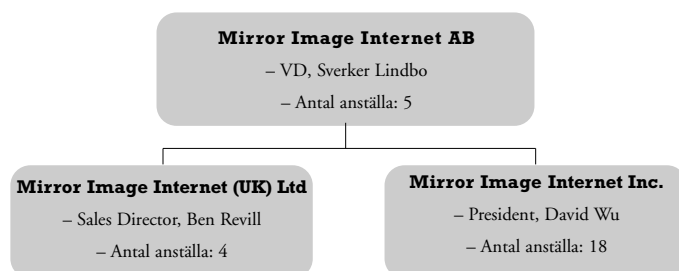 Mirror Image Internet AB
– VD, Sverker Lindbo
– Antal anställa: 5
Mirror Image Internet (UK) Ltd
– Sales Director, Ben Revill
– Antal anställa: 4
Mirror Image Internet Inc.
– President, David Wu
– Antal anställa: 18